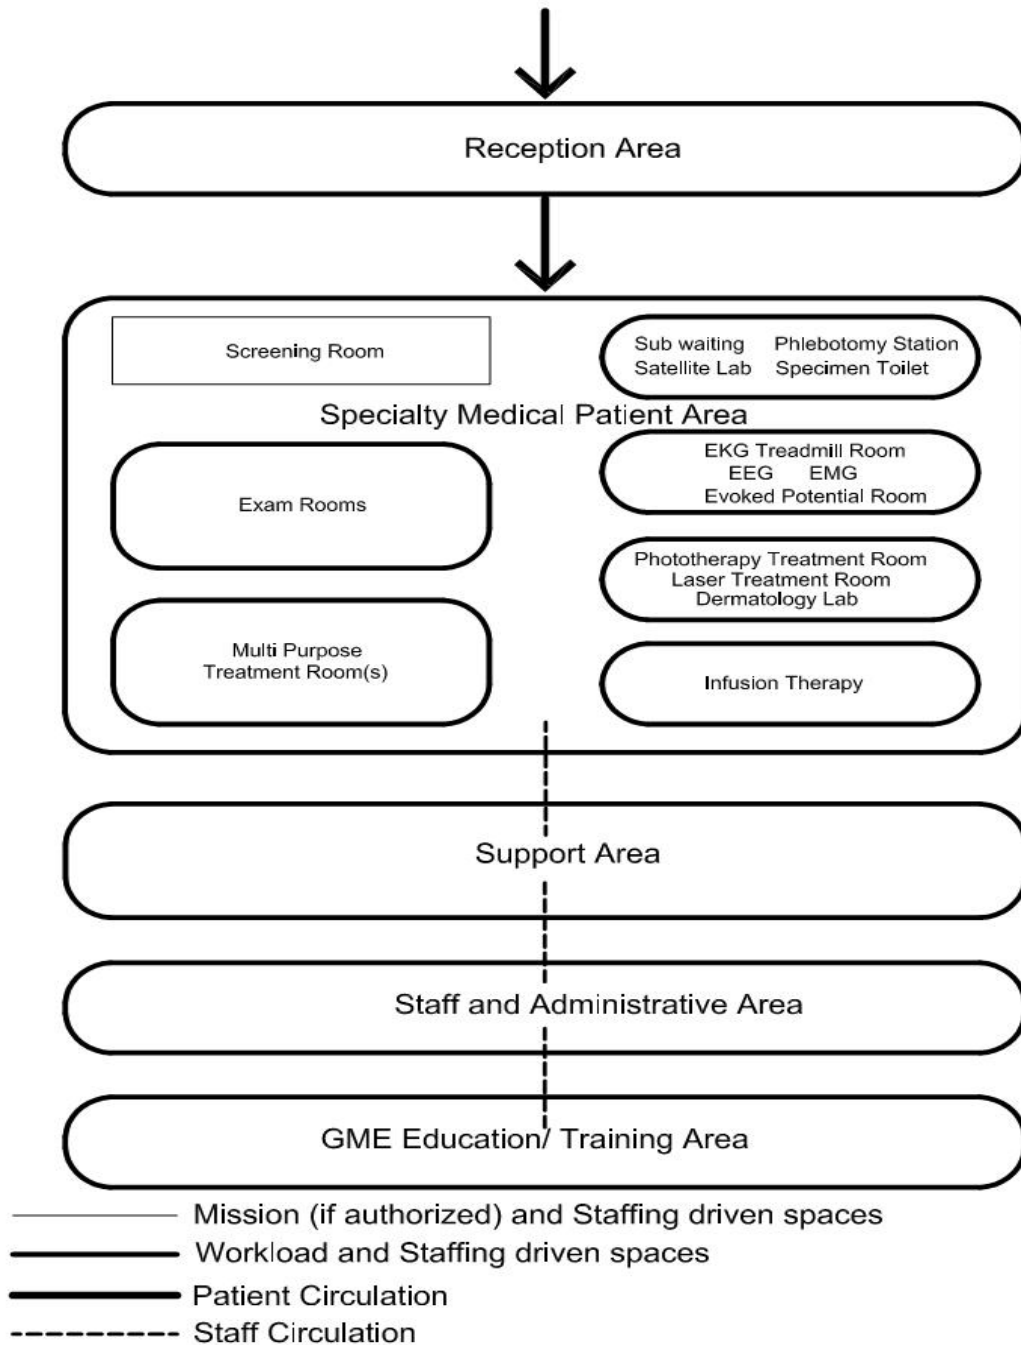 Reception Area
Screening Room
Sub waiting Phlebotomy Station
Satellite Lab Specimen Toilet
Specialty Medical Patient Area
EKG Treadmill Room
EEG EMG
Evoked Potential Room
Exam Rooms
Phototherapy Treatment Room
Laser Treatment Room
Dermatology Lab
Multi Purpose
Treatment Room(s)
Infusion Therapy
Support Area
Staff and Administrative Area
GME Education/ Training Area
Mission (if authorized) and Staffing driven spaces
Workload and Staffing driven spaces
Patient Circulation
Staff Circulation